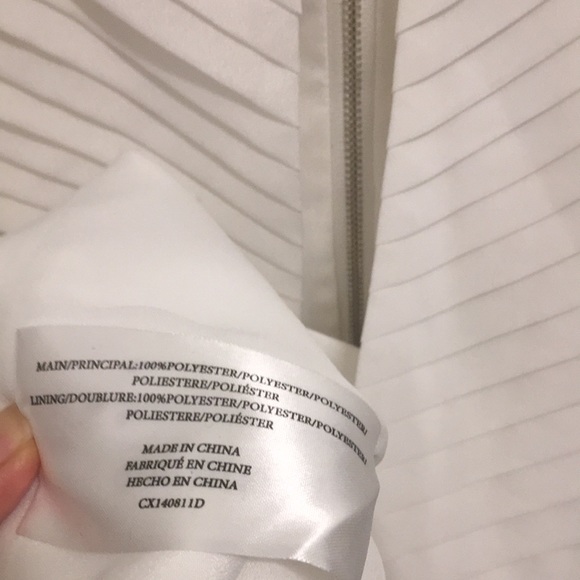 MAIN/PRINCIPAL:100%POLYESTER/POLYESTER/POLYESTER/
POLIESTERE/POLIÉSTER
LINING/DOUBLURE:100%POLYESTER/POLYESTER/POLYESTER/
POLIESTERE/POLIÉSTER
MADE IN CHINA
FABRIQUÉ EN CHINE
HECHO EN CHINA
CX140811D